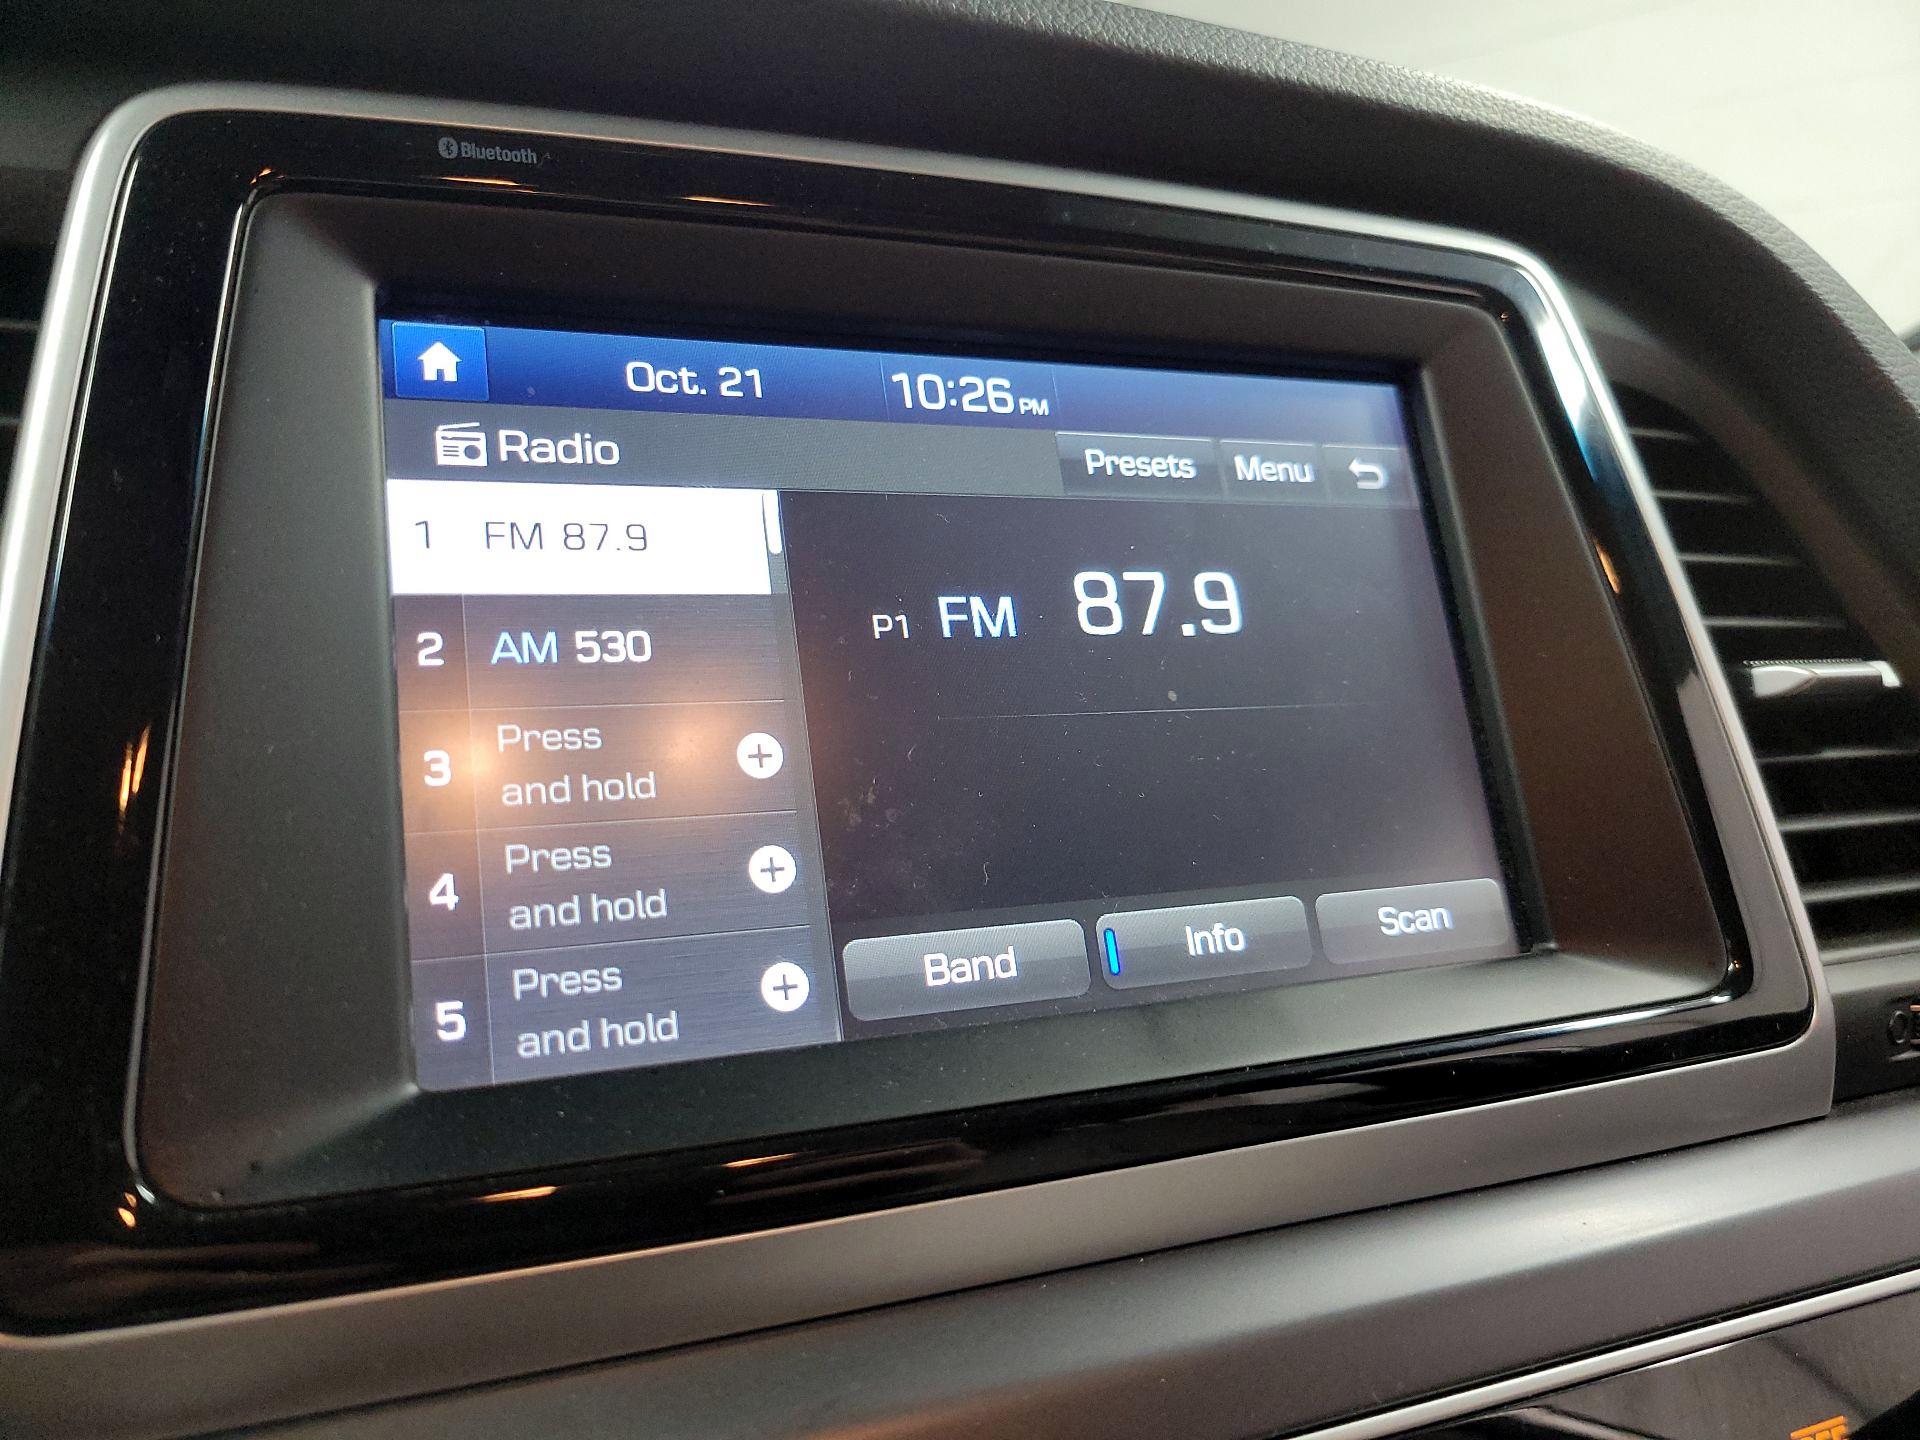 Bluetooth
Oct. 21 10:26 PM
Radio Presets Menu
1 FM 87.9
P1 FM 87.9
2 AM 530
3 Press
and hold
4 Press
and hold
5 Press
and hold
Band Info Scan